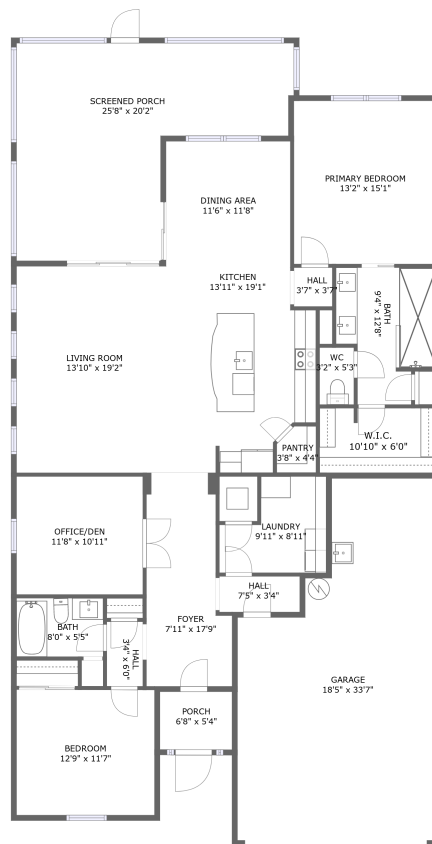 SCREENED PORCH
25'8" x 20'2"
PRIMARY BEDROOM
13'2" x 15'1"
DINING AREA
11'6" x 11'8"
KITCHEN
13'11" x 19'1"
HALL
3'7" x 3'7"
BATH
9'4" x 12'8"
LIVING ROOM
13'10" x 19'2"
WC
3'2" x 5'3"
W.I.C.
10'10" x 6'0"
PANTRY
3'8" x 4'4"
OFFICE/DEN
11'8" x 10'11"
LAUNDRY
9'11" x 8'11"
HALL
7'5" x 3'4"
FOYER
7'11" x 17'9"
BATH
8'0" x 5'5"
HALL
3'4" x 6'0"
GARAGE
18'5" x 33'7"
PORCH
6'8" x 5'4"
BEDROOM
12'9" x 11'7"